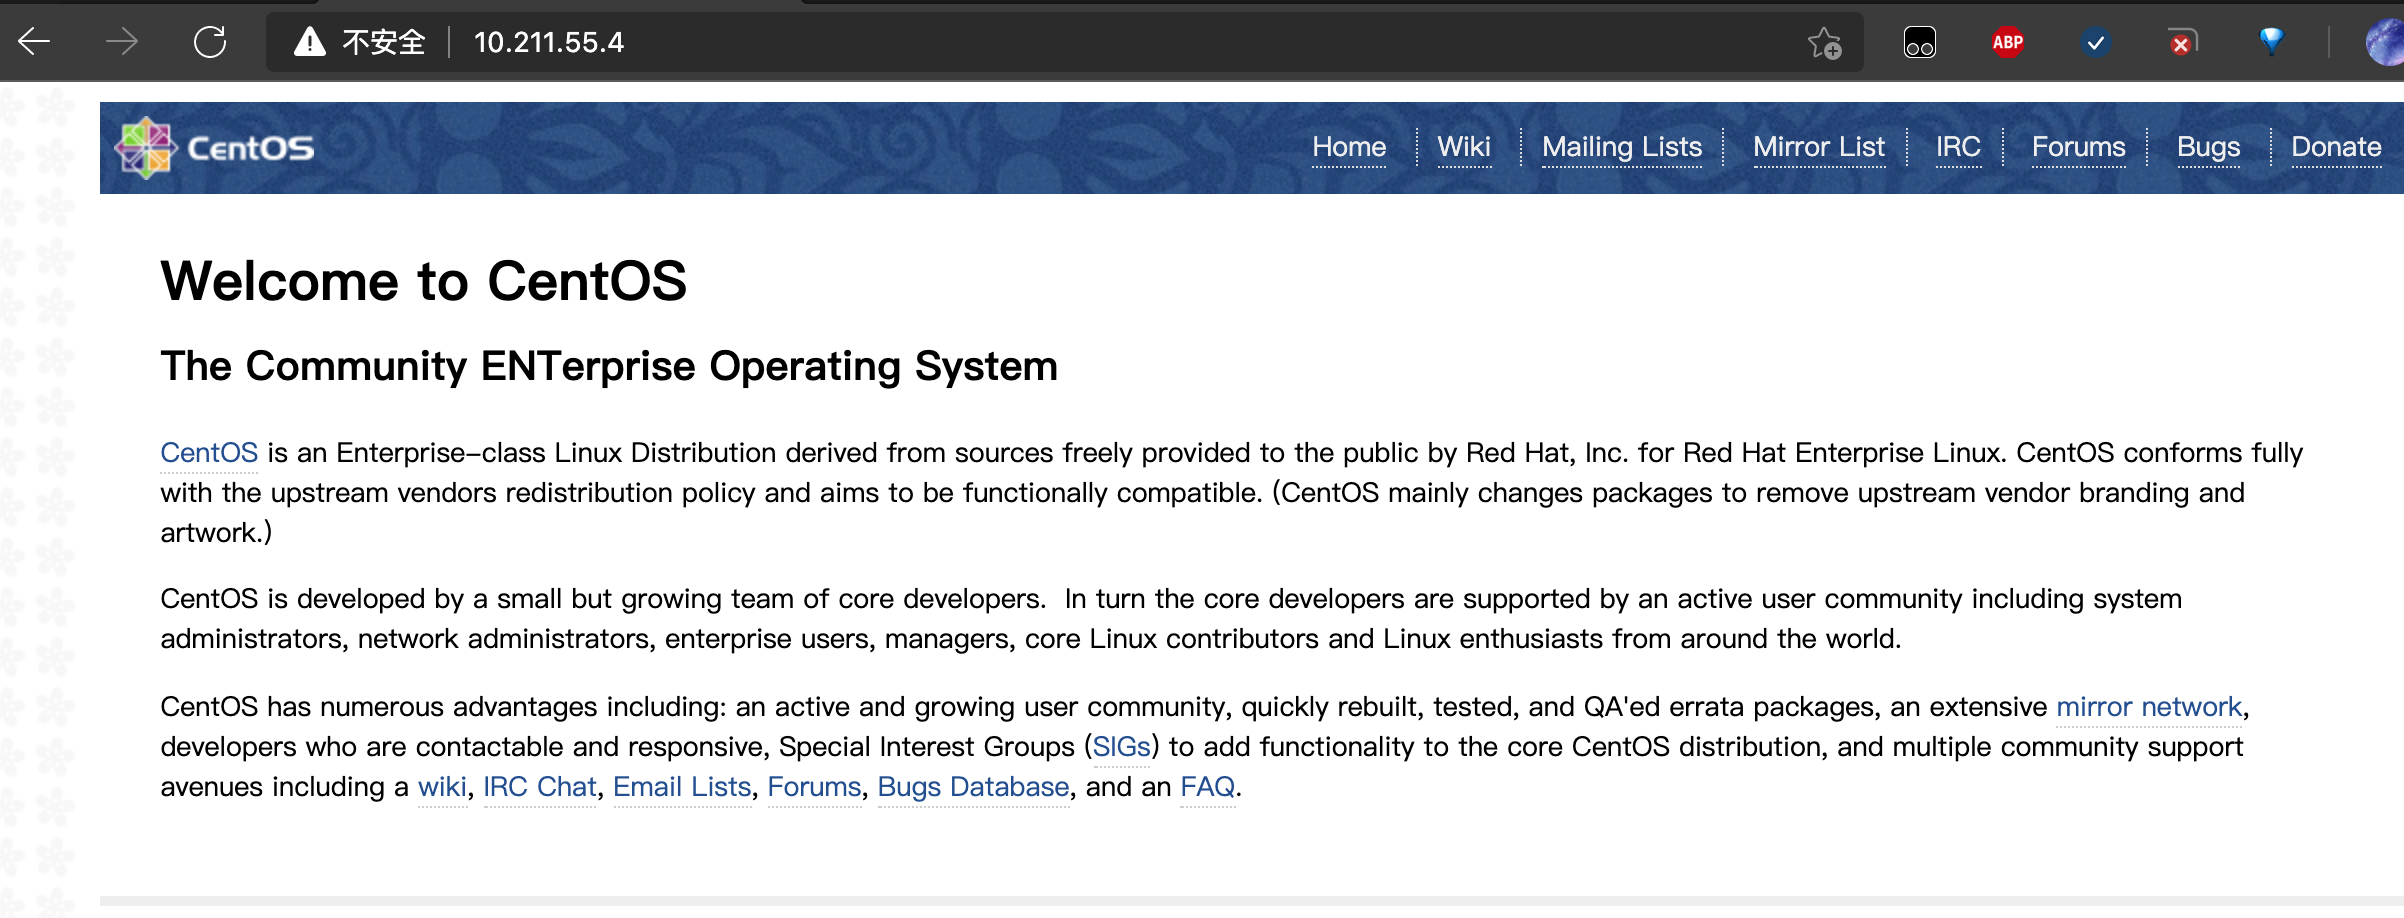 不安全 10.211.55.4
ABP
CentOS Home Wiki Mailing Lists Mirror List IRC Forums Bugs Donate
Welcome to CentOS
The Community ENTerprise Operating System
CentOS is an Enterprise-class Linux Distribution derived from sources freely provided to the public by Red Hat, Inc. for Red Hat Enterprise Linux. CentOS conforms fully
with the upstream vendors redistribution policy and aims to be functionally compatible. (CentOS mainly changes packages to remove upstream vendor branding and
artwork.)
CentOS is developed by a small but growing team of core developers.  In turn the core developers are supported by an active user community including system
administrators, network administrators, enterprise users, managers, core Linux contributors and Linux enthusiasts from around the world.
CentOS has numerous advantages including: an active and growing user community, quickly rebuilt, tested, and QA'ed errata packages, an extensive mirror network,
developers who are contactable and responsive, Special Interest Groups (SIGs) to add functionality to the core CentOS distribution, and multiple community support
avenues including a wiki, IRC Chat, Email Lists, Forums, Bugs Database, and an FAQ.